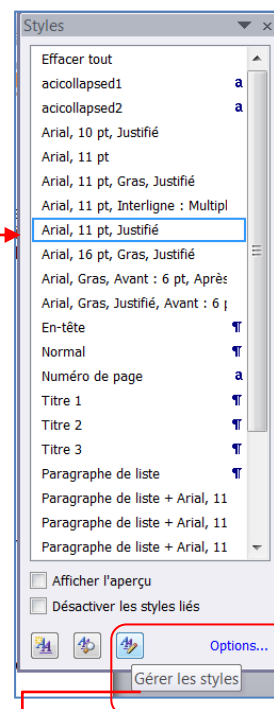 Styles
Effacer tout
acicollapsed1 a
acicollapsed2 a
Arial, 10 pt, Justifié
Arial, 11 pt
Arial, 11 pt, Gras, Justifié
Arial, 11 pt, Interligne : Multipl
Arial, 11 pt, Justifié
Arial, 16 pt, Gras, Justifié
Arial, Gras, Avant : 6 pt, Après
Arial, Gras, Justifié, Avant : 6 p
En-tête ¶
Normal ¶
Numéro de page a
Titre 1 ¶
Titre 2 ¶
Titre 3 ¶
Paragraphe de liste ¶
Paragraphe de liste + Arial, 11
Paragraphe de liste + Arial, 11
Paragraphe de liste + Arial, 11
Afficher l'aperçu
Désactiver les styles liés
Options...
Gérer les styles